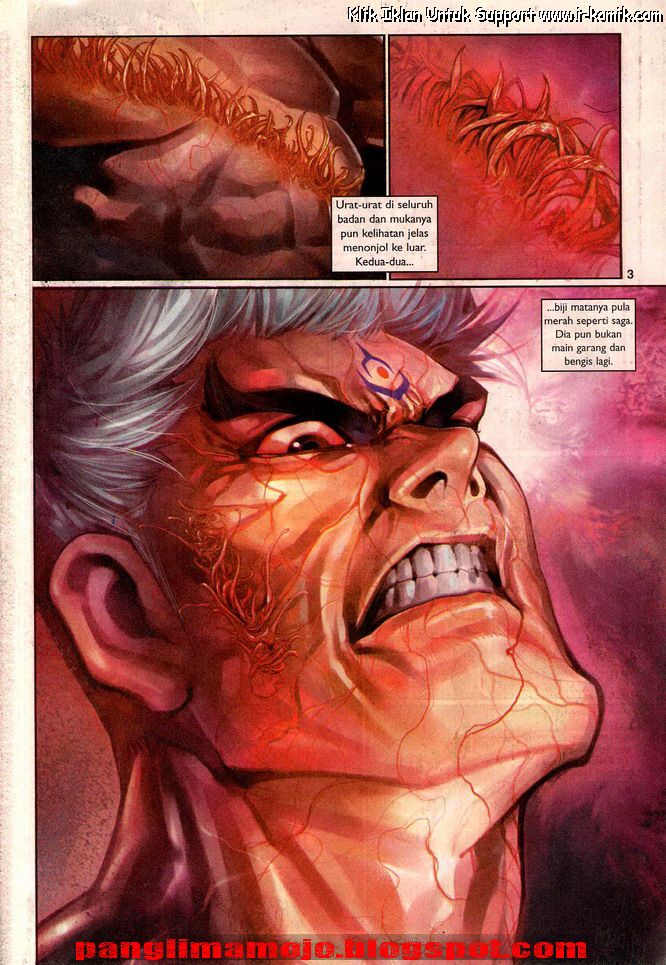 Klik Iklan Untuk Support www.r-komik.com
Urat-urat di seluruh
badan dan mukanya
pun kelihatan jelas
menonjol ke luar.
Kedua-dua...
3
...biji matanya pula
merah seperti saga.
Dia pun bukan
main garang dan
bengis lagi.
panglimamojo.blogspot.com